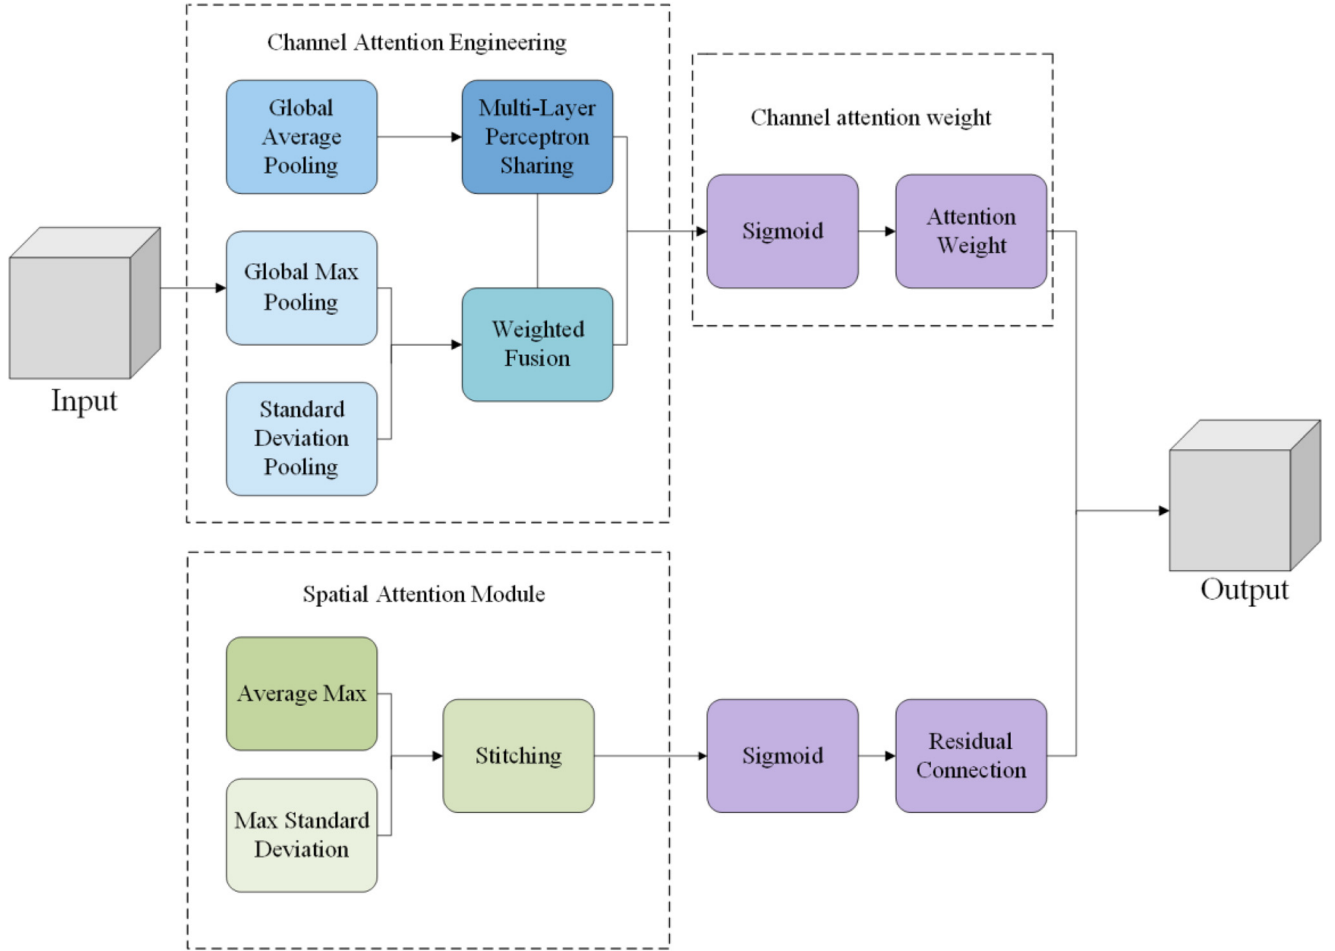 Channel Attention Engineering
Global
Average
Pooling
Multi-Layer
Perceptron
Sharing
Global Max
Pooling
Weighted
Fusion
Standard
Deviation
Pooling
Input
Channel attention weight
Sigmoid
Attention
Weight
Spatial Attention Module
Average Max
Max Standard
Deviation
Stitching
Sigmoid
Residual
Connection
Output